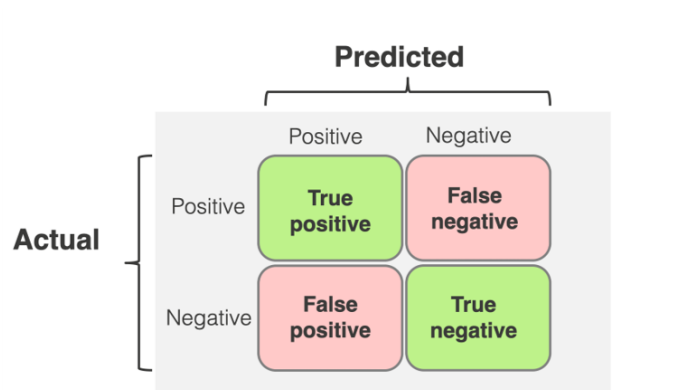 Predicted
Positive Negative
Positive
True
positive
False
negative
Actual
Negative
False
positive
True
negative